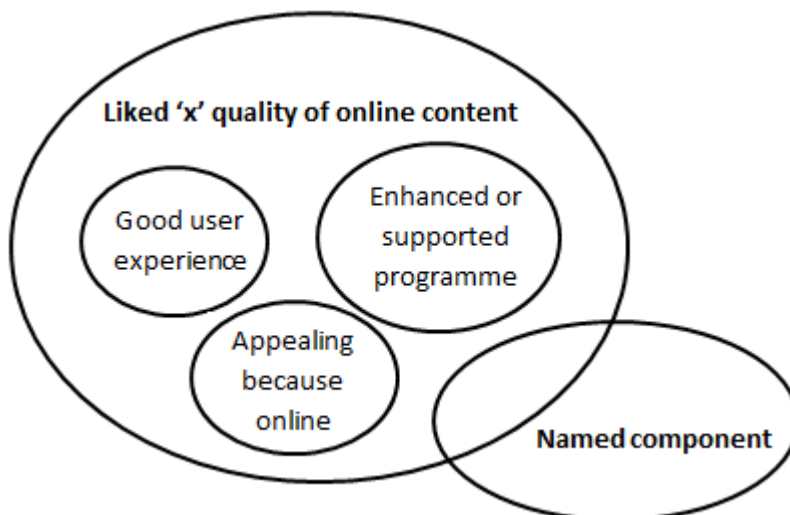 Liked ‘x’ quality of online content
Good user
experience
Enhanced or
supported
programme
Appealing
because
online
Named component